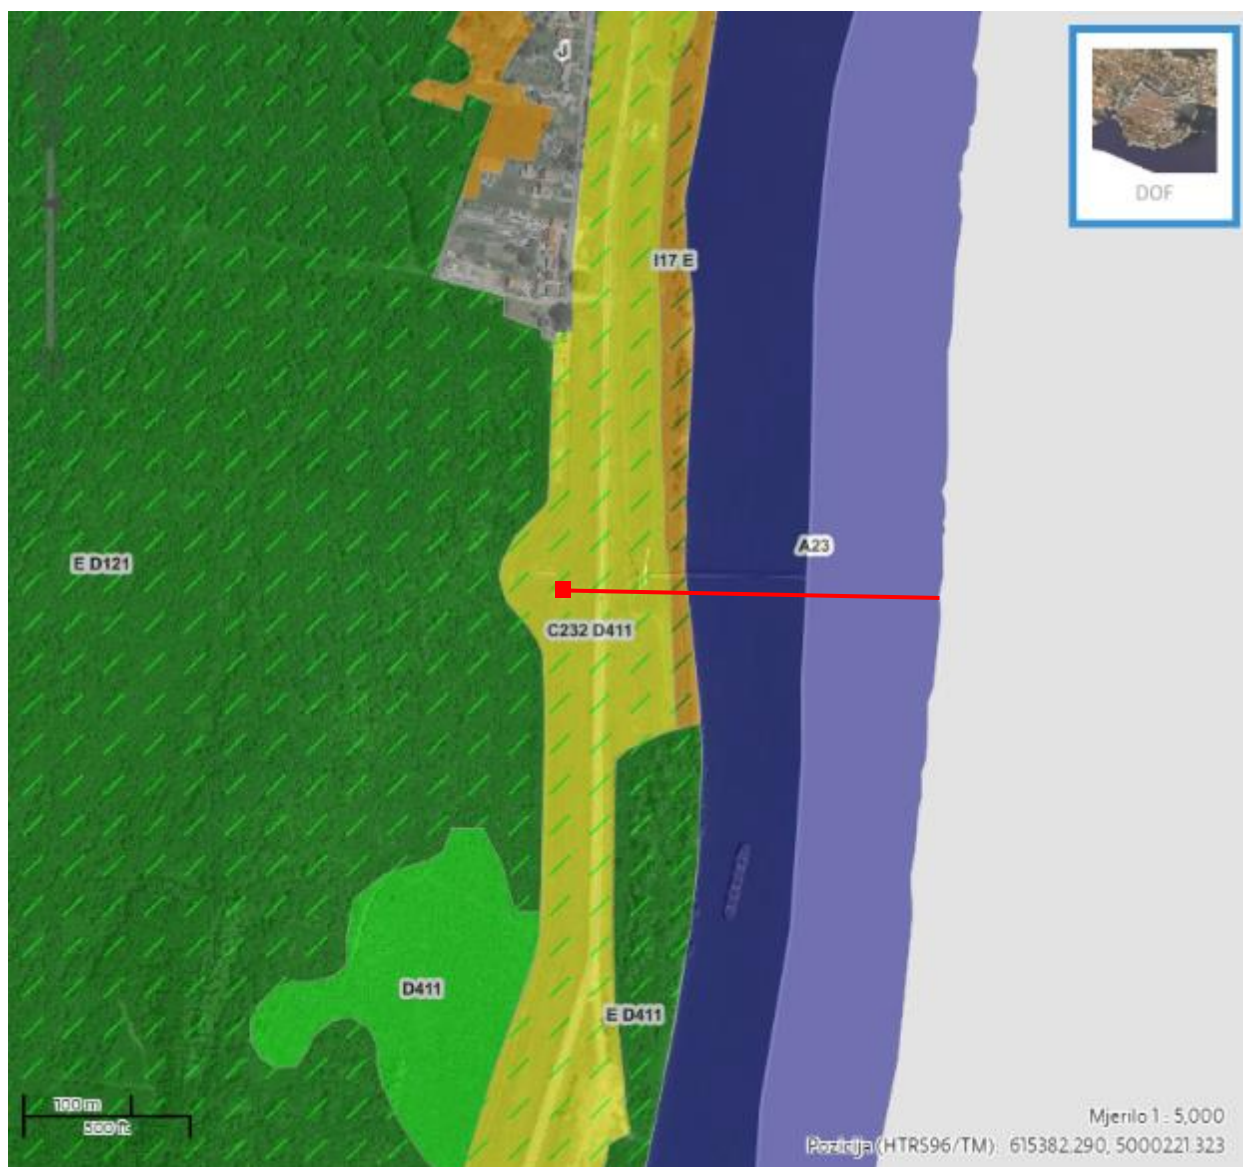 J
DOF
I17 E
A23
E D121
C232 D411
D411
E D411
100 m
500 ft
Mjerilo 1 : 5,000
Pozicija (HTRS96/TM): 615382.290, 5000221.323